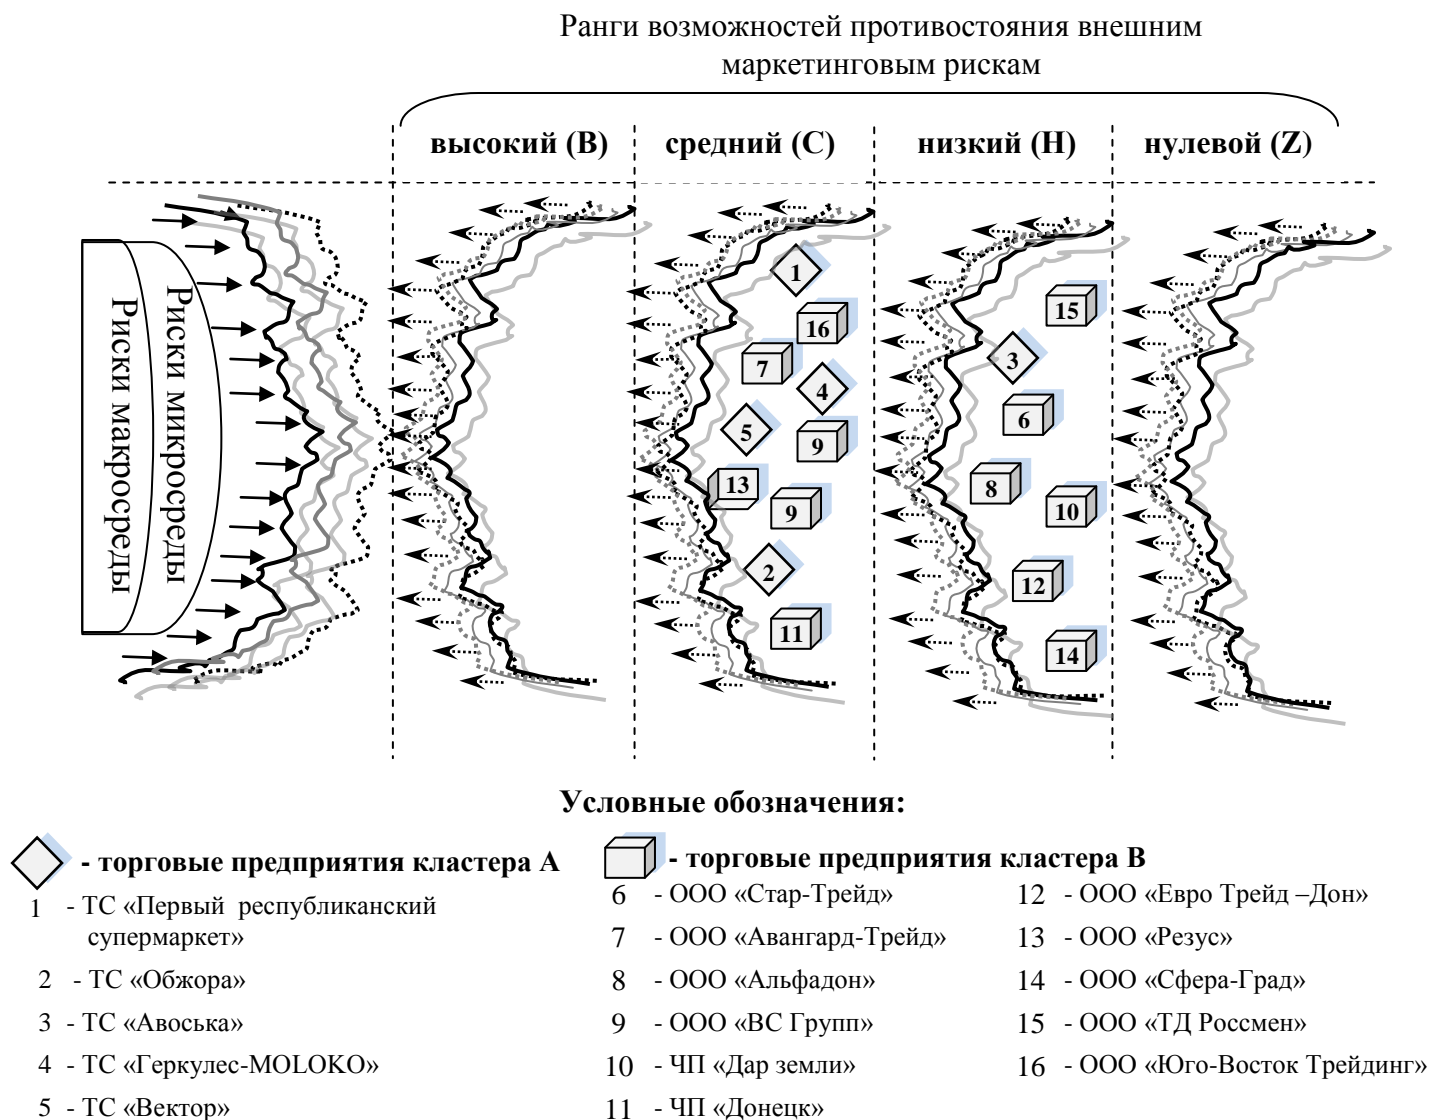 Ранги возможностей противостояния внешним
маркетинговым рискам
высокий (В)
средний (С)
низкий (Н)
нулевой (Z)
Риски макросреды
Риски микросреды
1
16
7
4
5
9
13
9
2
11
15
3
6
8
10
12
14
Условные обозначения:
- торговые предприятия кластера А
1 - ТС «Первый республиканский
супермаркет»
2 - ТС «Обжора»
3 - ТС «Авоська»
4 - ТС «Геркулес-MOLOKO»
5 - ТС «Вектор»
- торговые предприятия кластера В
6 - ООО «Стар-Трейд»
7 - ООО «Авангард-Трейд»
8 - ООО «Альфадон»
9 - ООО «ВС Групп»
10 - ЧП «Дар земли»
11 - ЧП «Донецк»
12 - ООО «Евро Трейд –Дон»
13 - ООО «Резус»
14 - ООО «Сфера-Град»
15 - ООО «ТД Россмен»
16 - ООО «Юго-Восток Трейдинг»